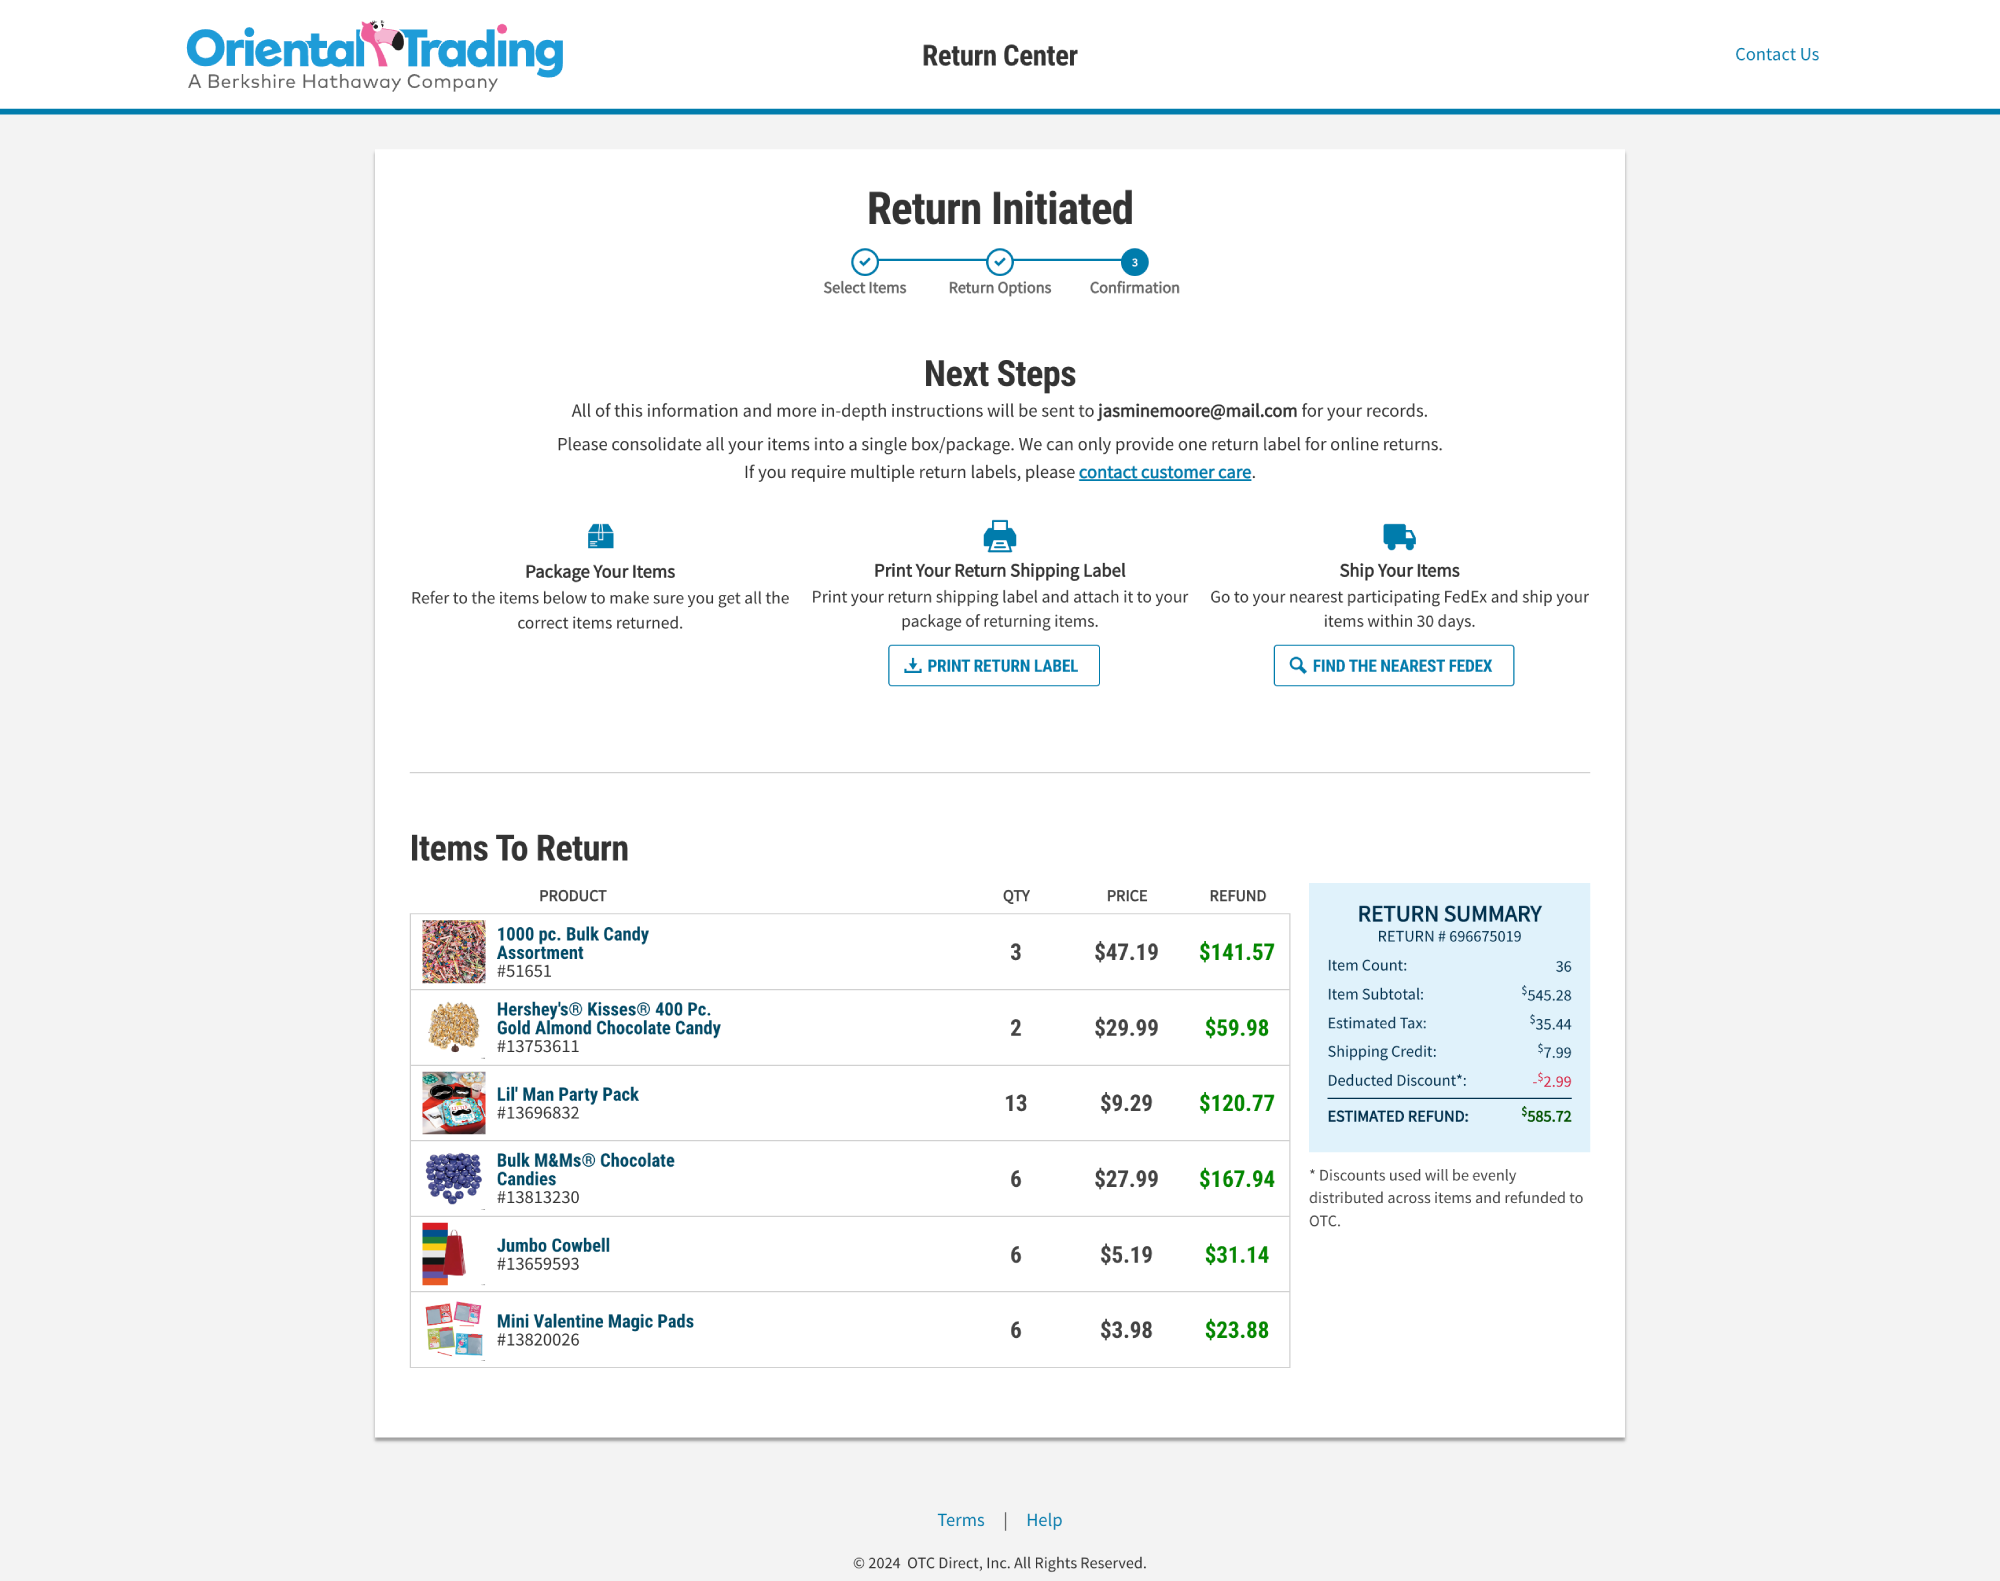 Oriental Trading
A Berkshire Hathaway Company
Return Center
Contact Us
Return Initiated
3
Select Items
Return Options
Confirmation
Next Steps
All of this information and more in-depth instructions will be sent to jasminemoore@mail.com for your records.
Please consolidate all your items into a single box/package. We can only provide one return label for online returns.
If you require multiple return labels, please contact customer care.
Package Your Items
Refer to the items below to make sure you get all the
correct items returned.
Print Your Return Shipping Label
Print your return shipping label and attach it to your
package of returning items.
PRINT RETURN LABEL
Ship Your Items
Go to your nearest participating FedEx and ship your
items within 30 days.
FIND THE NEAREST FEDEX
Items To Return
PRODUCT QTY PRICE REFUND
1000 pc. Bulk Candy
Assortment
#51651
3 $47.19 $141.57
Hershey's® Kisses® 400 Pc.
Gold Almond Chocolate Candy
#13753611
2 $29.99 $59.98
Lil' Man Party Pack
#13696832
13 $9.29 $120.77
Bulk M&Ms® Chocolate
Candies
#13813230
6 $27.99 $167.94
Jumbo Cowbell
#13659593
6 $5.19 $31.14
Mini Valentine Magic Pads
#13820026
6 $3.98 $23.88
RETURN SUMMARY
RETURN # 696675019
Item Count: 36
Item Subtotal: $545.28
Estimated Tax: $35.44
Shipping Credit: $7.99
Deducted Discount*: -$2.99
ESTIMATED REFUND: $585.72
* Discounts used will be evenly
distributed across items and refunded to
OTC.
Terms | Help
© 2024 OTC Direct, Inc. All Rights Reserved.